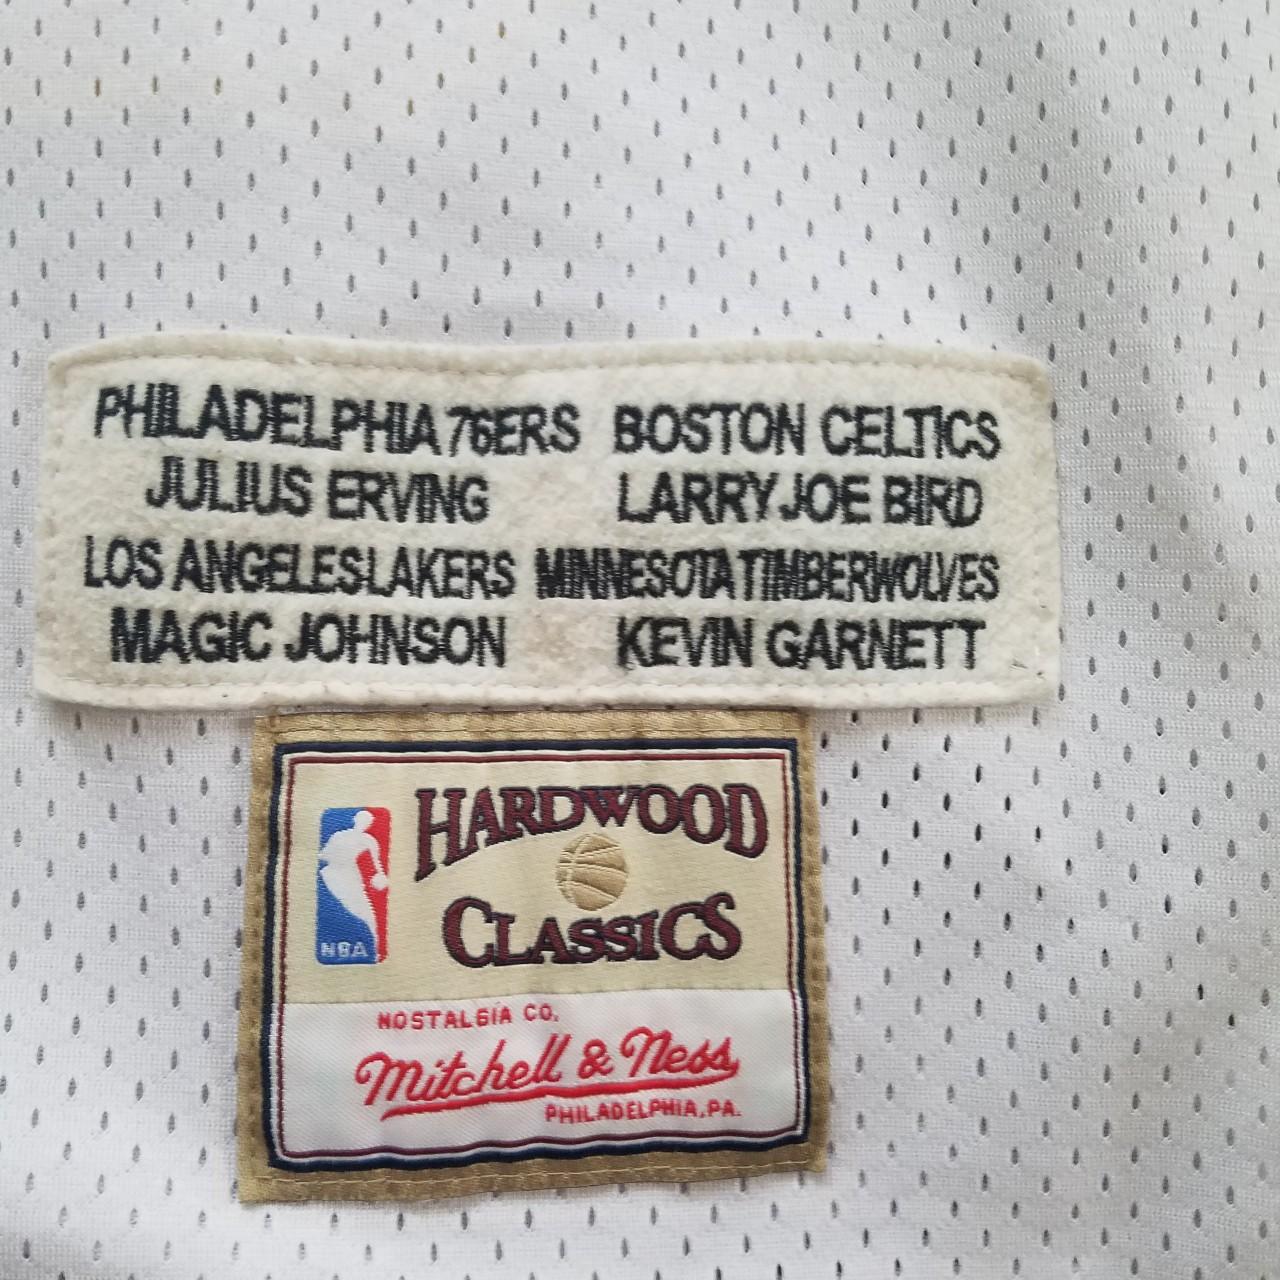 PHILADELPHIA 76ERS BOSTON CELTICS
JULIUS ERVING LARRY JOE BIRD
LOS ANGELES LAKERS MINNESOTA TIMBERWOLVES
MAGIC JOHNSON KEVIN GARNETT
HARDWOOD
CLASSICS
NBA
NOSTALGIA CO.
Mitchell & Ness
PHILADELPHIA, PA.